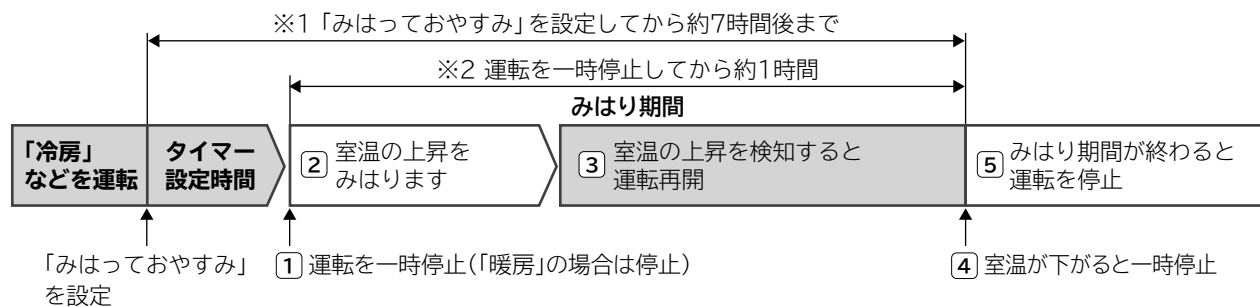 ※1 「みはっておやすみ」を設定してから約7時間後まで
※2 運転を一時停止してから約1時間
みはり期間
「冷房」
などを運転
タイマー
設定時間
2 室温の上昇を
みはります
3 室温の上昇を検知すると
運転再開
5 みはり期間が終わると
運転を停止
「みはっておやすみ」
を設定
1 運転を一時停止(「暖房」の場合は停止)
4 室温が下がると一時停止